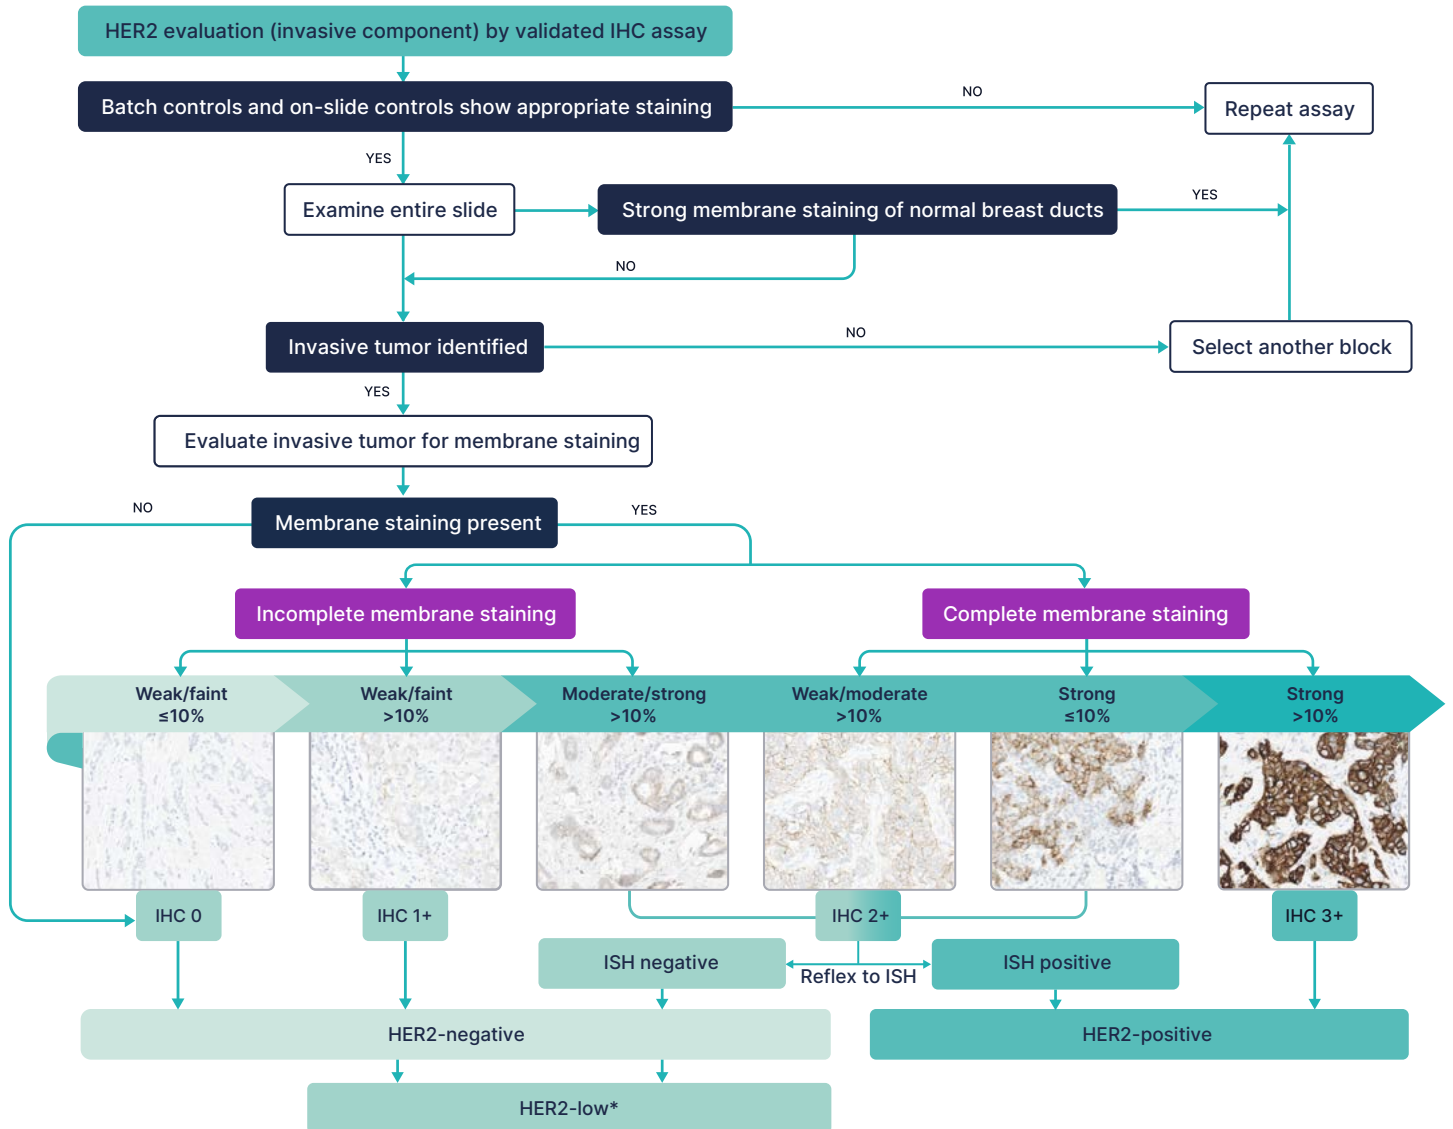 HER2 evaluation (invasive component) by validated IHC assay
Batch controls and on-slide controls show appropriate staining
NO
Repeat assay
YES
Examine entire slide
Strong membrane staining of normal breast ducts
YES
NO
Invasive tumor identified
NO
Select another block
YES
Evaluate invasive tumor for membrane staining
NO
Membrane staining present
YES
Incomplete membrane staining
Complete membrane staining
Weak/faint
≤10%
Weak/faint
>10%
Moderate/strong
>10%
Weak/moderate
>10%
Strong
≤10%
Strong
>10%
IHC 0
IHC 1+
IHC 2+
IHC 3+
ISH negative
Reflex to ISH
ISH positive
HER2-negative
HER2-positive
HER2-low*